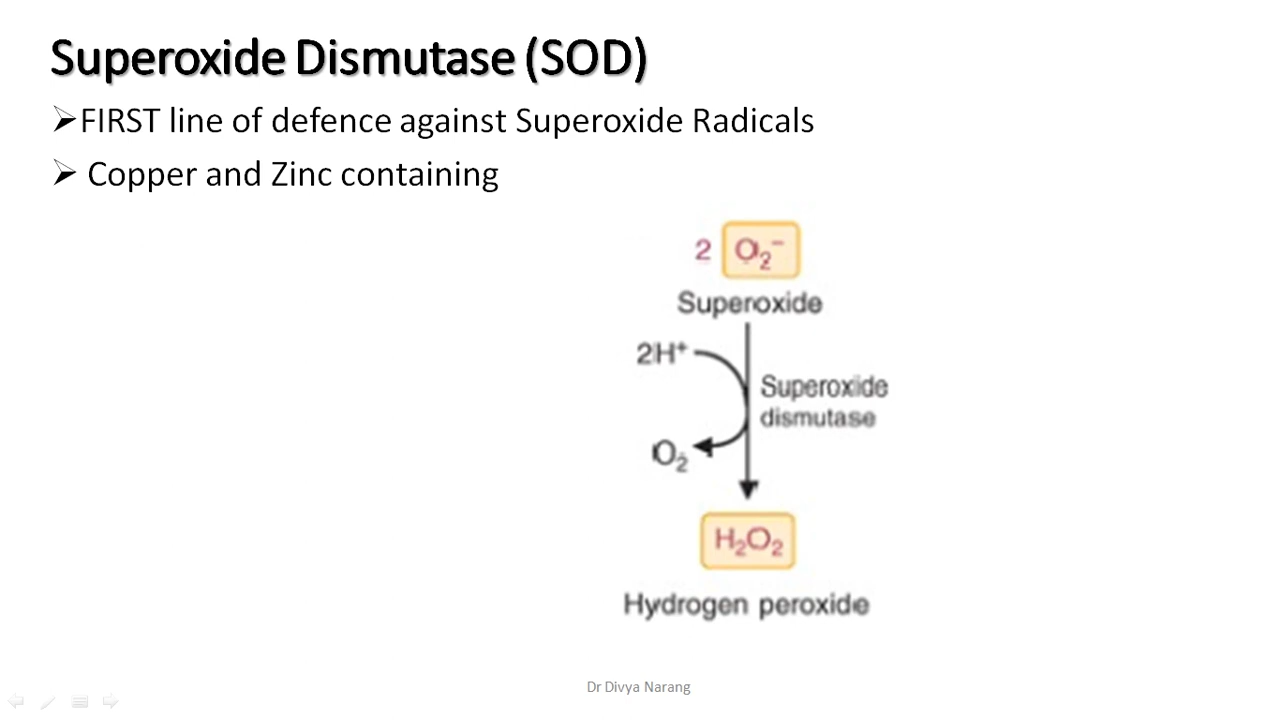 Superoxide Dismutase (SOD)
➢FIRST line of defence against Superoxide Radicals
➢ Copper and Zinc containing
2 O₂⁻
Superoxide
2H⁺
Superoxide
dismutase
O₂
H₂O₂
Hydrogen peroxide
Dr Divya Narang